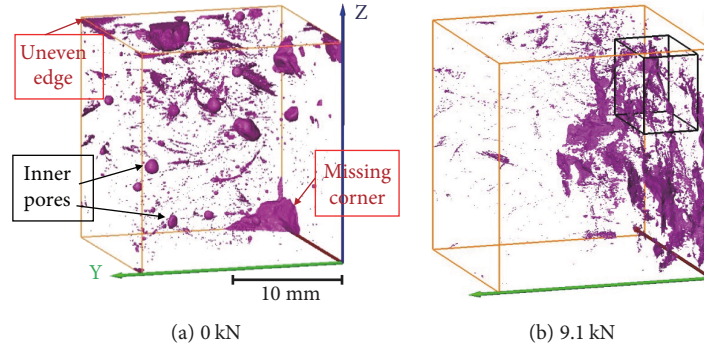 Uneven
edge
Z
Inner
pores
Missing
corner
Y
10 mm
(a) 0 kN
(b) 9.1 kN